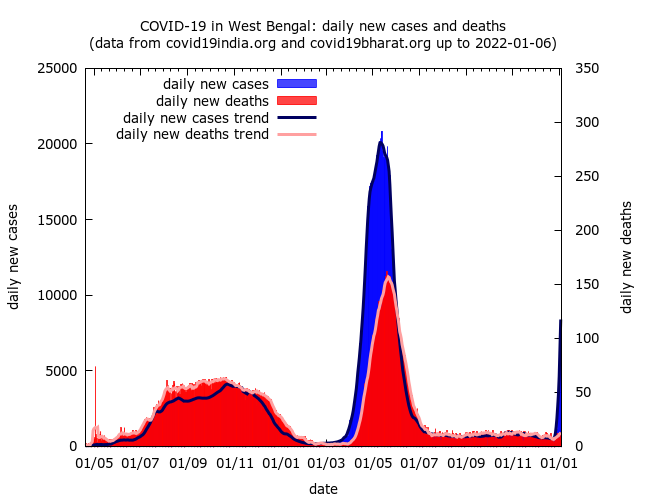 COVID-19 in West Bengal: daily new cases and deaths
(data from covid19india.org and covid19bharat.org up to 2022-01-06)
daily new cases
daily new deaths
daily new cases trend
daily new deaths trend
25000
20000
15000
10000
5000
0
350
300
250
200
150
100
50
0
daily new cases
daily new deaths
01/05 01/07 01/09 01/11 01/01 01/03 01/05 01/07 01/09 01/11 01/01
date